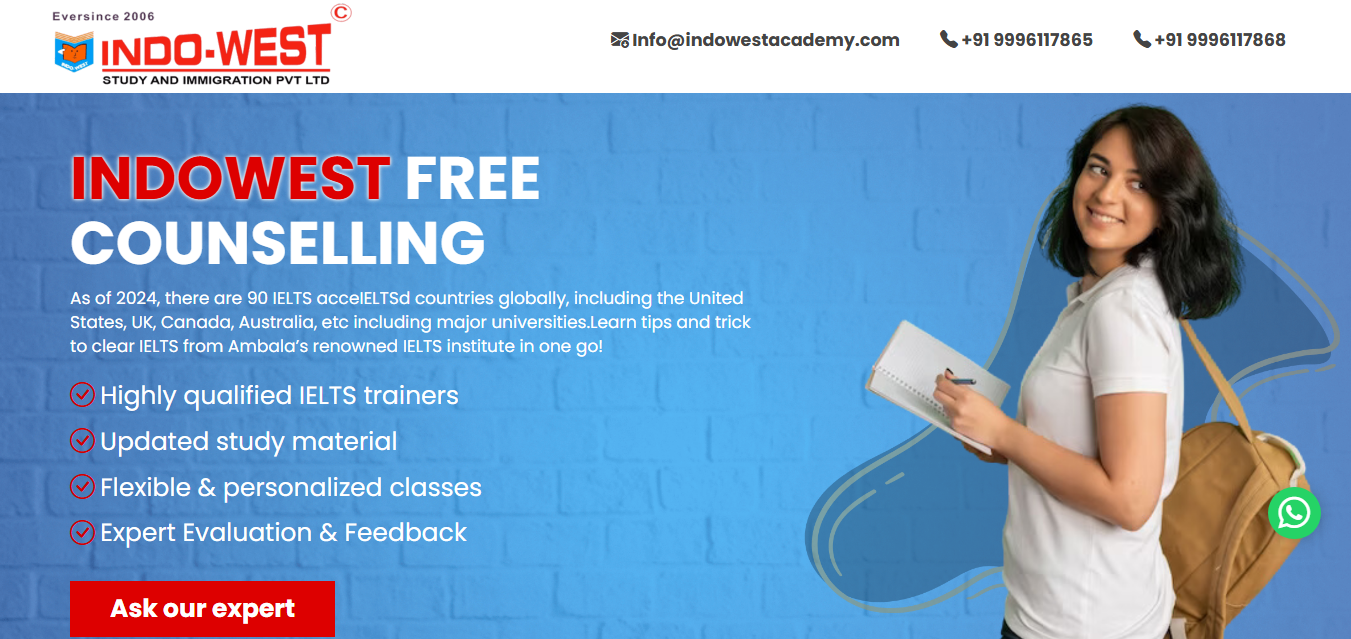 Eversince 2006
©
INDO-WEST
INDO-WEST
STUDY AND IMMIGRATION PVT LTD
Info@indowestacademy.com
+91 9996117865
+91 9996117868
INDOWEST FREE
COUNSELLING
As of 2024, there are 90 IELTS acceIELTSd countries globally, including the United
States, UK, Canada, Australia, etc including major universities.Learn tips and trick
to clear IELTS from Ambala’s renowned IELTS institute in one go!
Highly qualified IELTS trainers
Updated study material
Flexible & personalized classes
Expert Evaluation & Feedback
Ask our expert